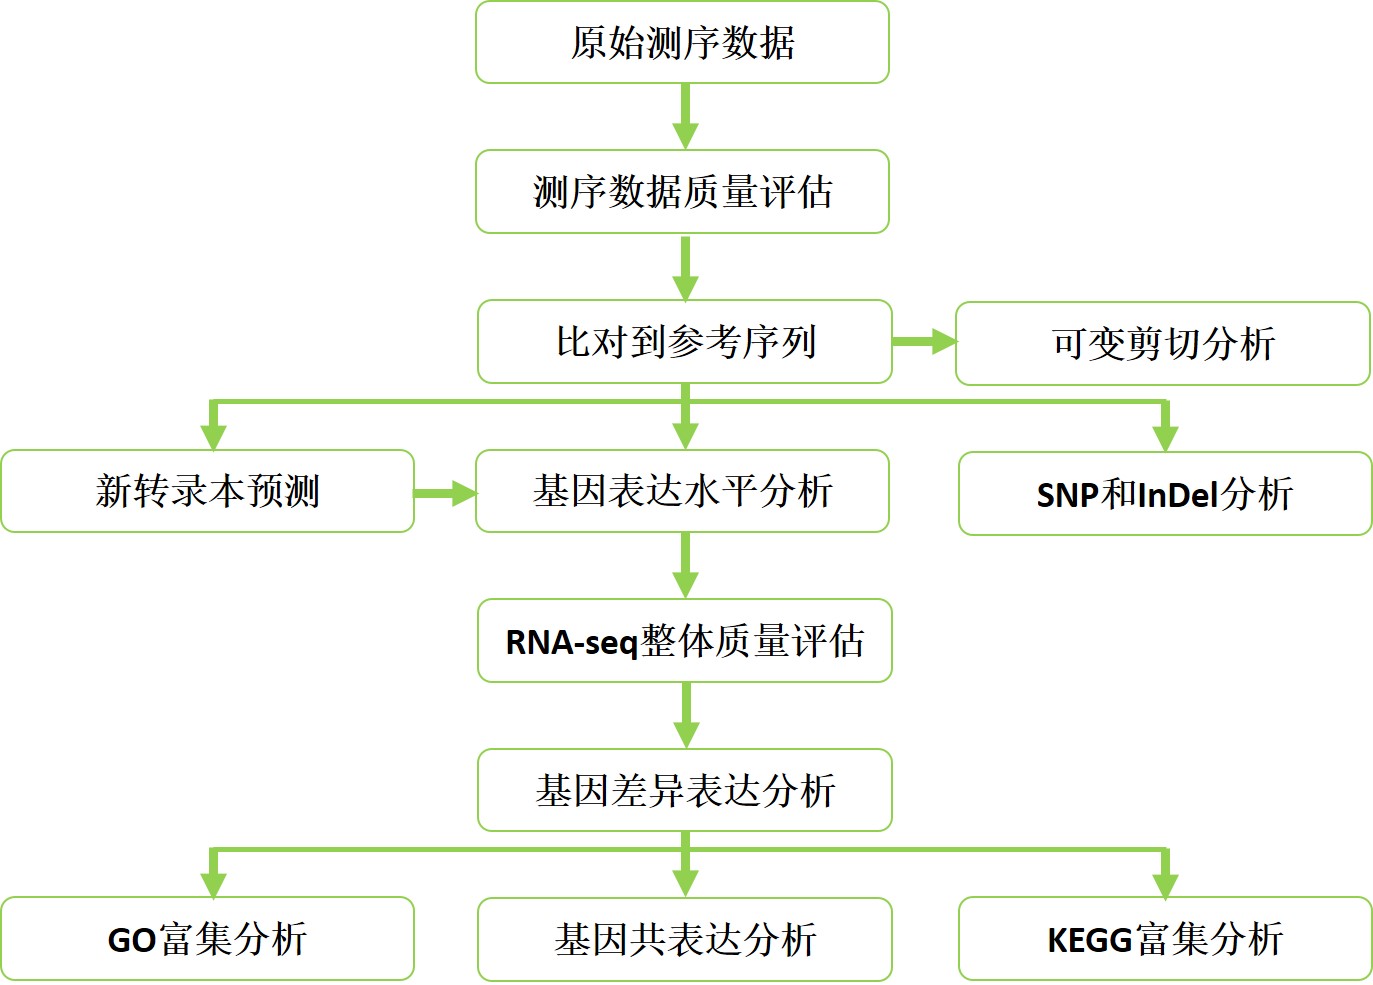 原始测序数据
测序数据质量评估
比对到参考序列
可变剪切分析
新转录本预测
基因表达水平分析
SNP和InDel分析
RNA-seq整体质量评估
基因差异表达分析
GO富集分析
基因共表达分析
KEGG富集分析